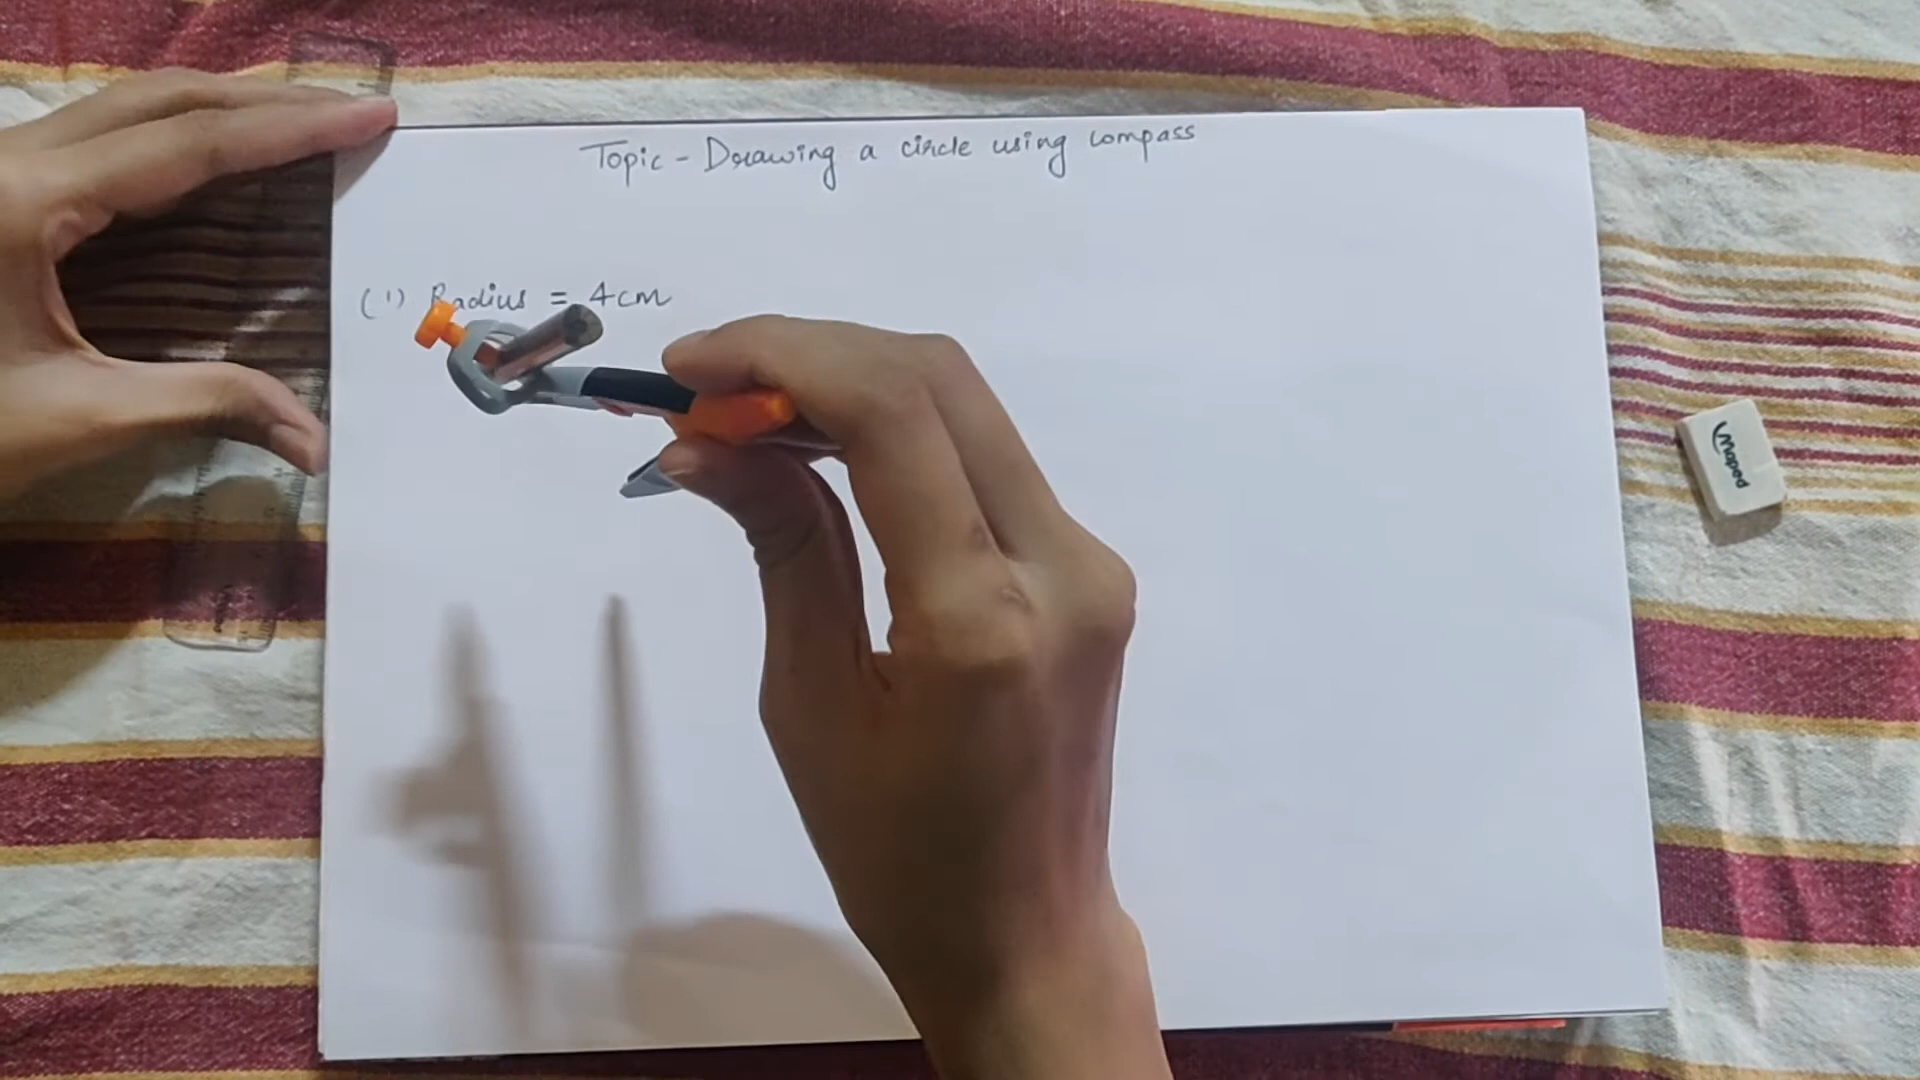 Topic - Drawing a circle using compass
(1) Radius = 4cm
Maped